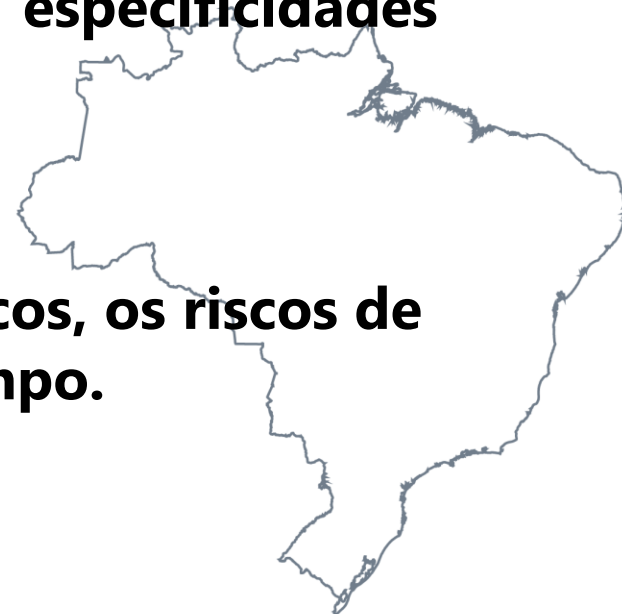 especificidades
cos, os riscos de
npo.